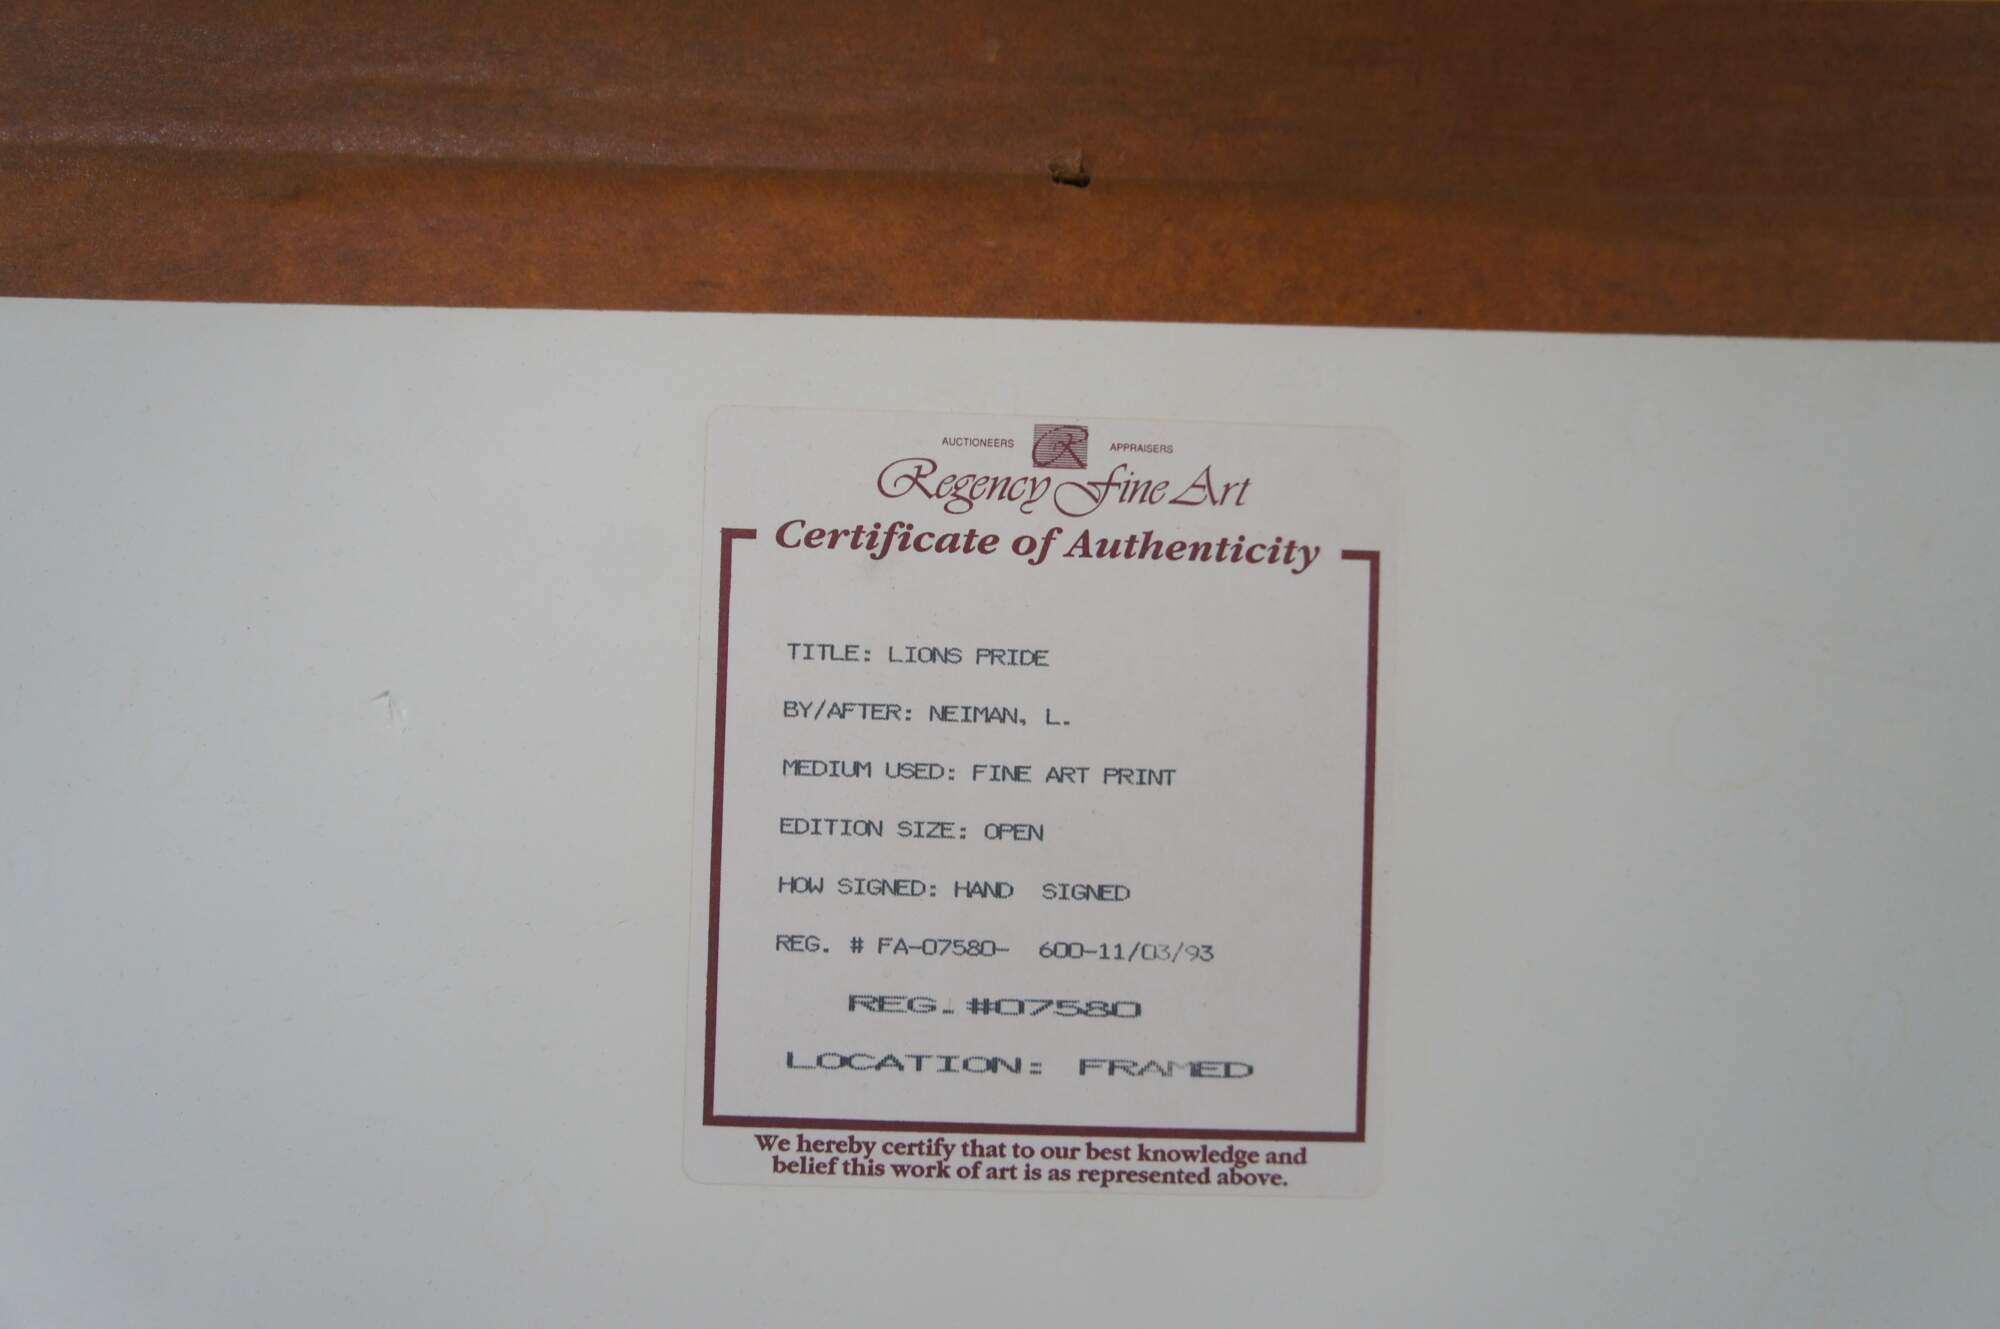 AUCTIONEERS R APPRAISERS
Regency Fine Art
Certificate of Authenticity
TITLE: LIONS PRIDE
BY/AFTER: NEIMAN, L.
MEDIUM USED: FINE ART PRINT
EDITION SIZE: OPEN
HOW SIGNED: HAND SIGNED
REG. # FA-07580- 600-11/03/93
REG.#07580
LOCATION: FRAMED
We hereby certify that to our best knowledge and
belief this work of art is as represented above.